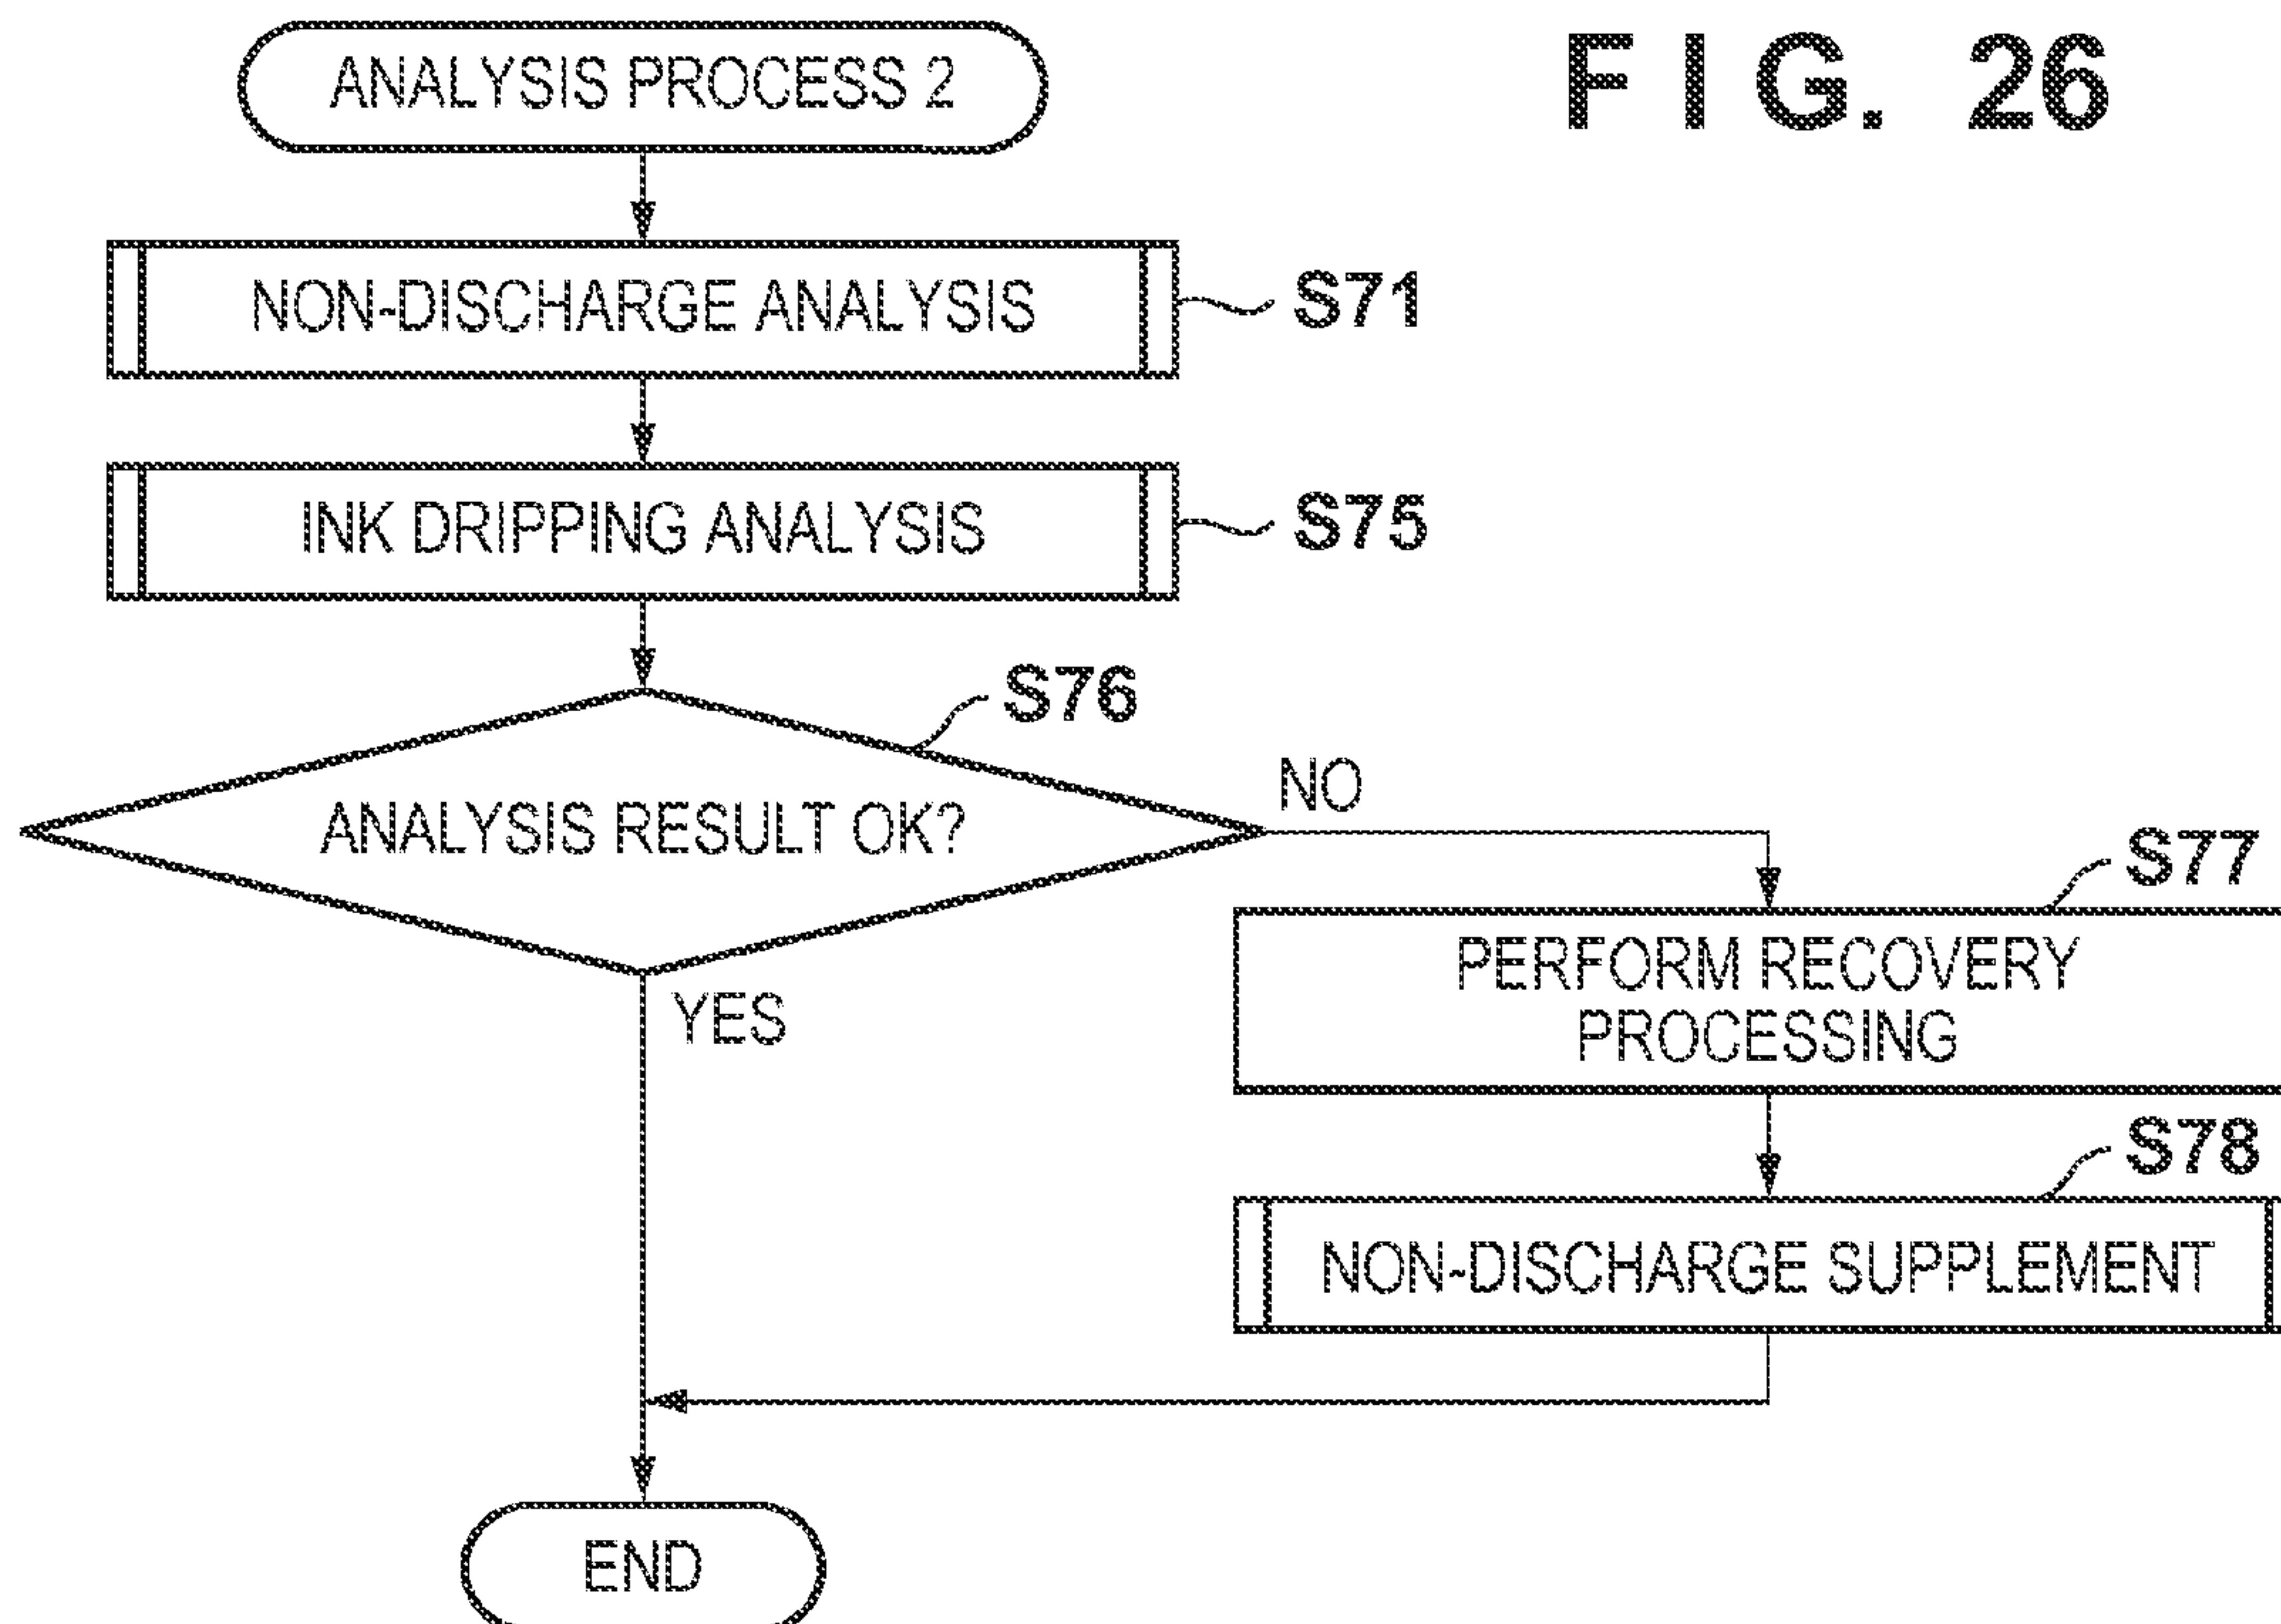 FIG. 26
ANALYSIS PROCESS 2
NON-DISCHARGE ANALYSIS
S71
INK DRIPPING ANALYSIS
S75
S76
ANALYSIS RESULT OK?
NO
YES
S77
PERFORM RECOVERY
PROCESSING
S78
NON-DISCHARGE SUPPLEMENT
END